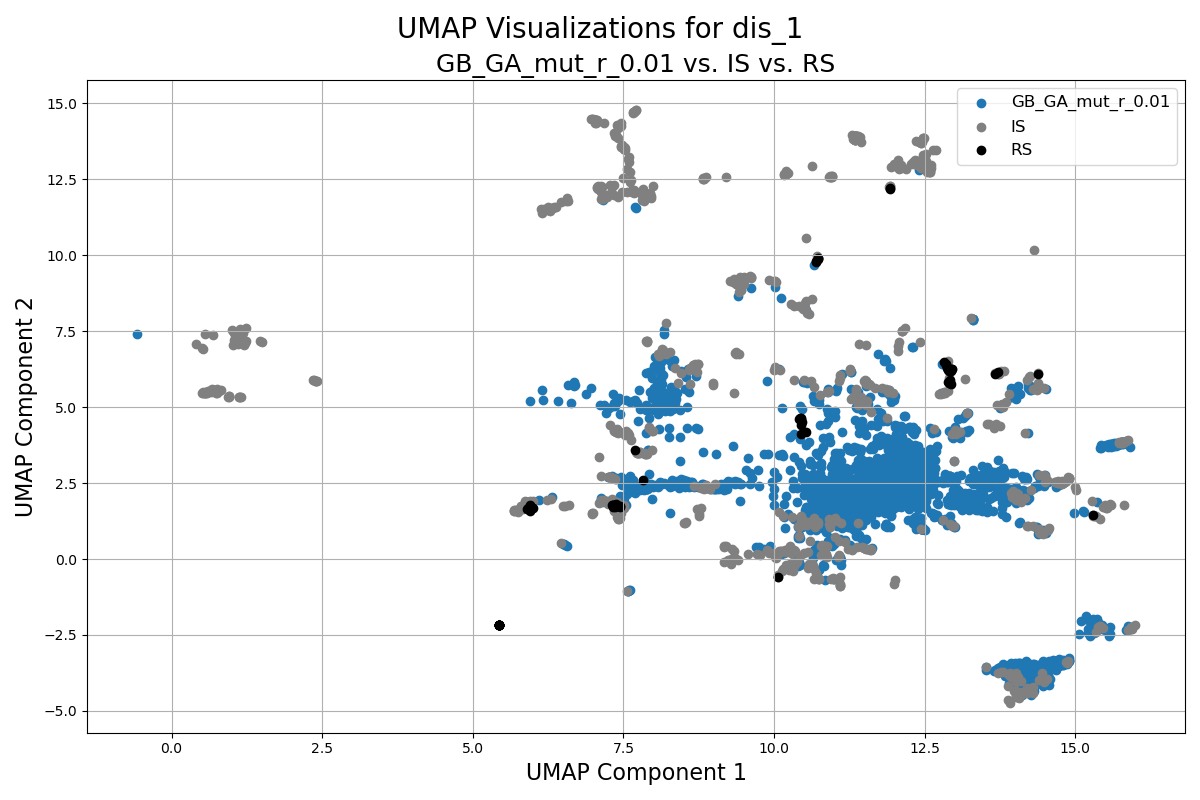 UMAP Visualizations for dis_1
GB_GA_mut_r_0.01 vs. IS vs. RS
GB_GA_mut_r_0.01
IS
RS
15.0
12.5
10.0
7.5
5.0
2.5
0.0
−2.5
−5.0
UMAP Component 2
0.0 2.5 5.0 7.5 10.0 12.5 15.0
UMAP Component 1